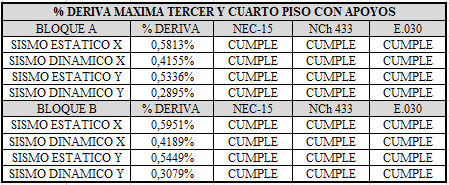 % DERIVA MAXIMA TERCER Y CUARTO PISO CON APOYOS
BLOQUE A % DERIVA NEC-15 NCh 433 E.030
SISMO ESTATICO X 0,5813% CUMPLE CUMPLE CUMPLE
SISMO DINAMICO X 0,4155% CUMPLE CUMPLE CUMPLE
SISMO ESTATICO Y 0,5336% CUMPLE CUMPLE CUMPLE
SISMO DINAMICO Y 0,2895% CUMPLE CUMPLE CUMPLE
BLOQUE B % DERIVA NEC-15 NCh 433 E.030
SISMO ESTATICO X 0,5951% CUMPLE CUMPLE CUMPLE
SISMO DINAMICO X 0,4189% CUMPLE CUMPLE CUMPLE
SISMO ESTATICO Y 0,5449% CUMPLE CUMPLE CUMPLE
SISMO DINAMICO Y 0,3079% CUMPLE CUMPLE CUMPLE